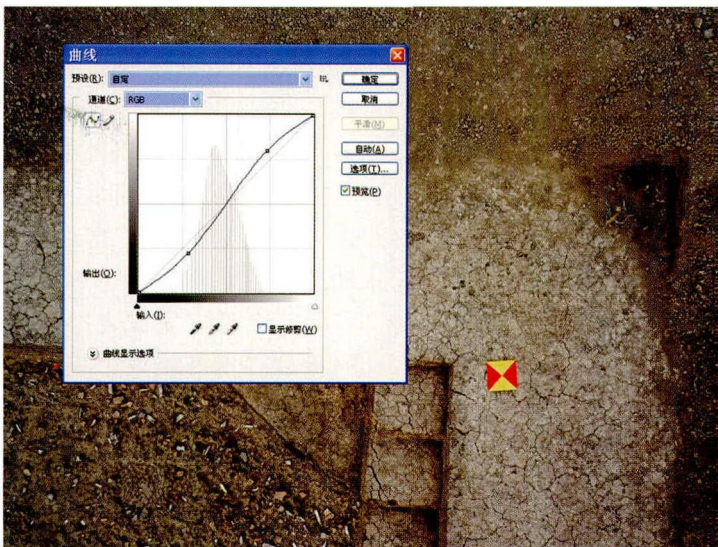 曲线
预设(R): 自定
确定
通道(C): RGB
取消
平滑(M)
自动(A)
选项(T)...
预览(P)
输出(O):
输入(I):
显示修剪(W)
曲线显示选项